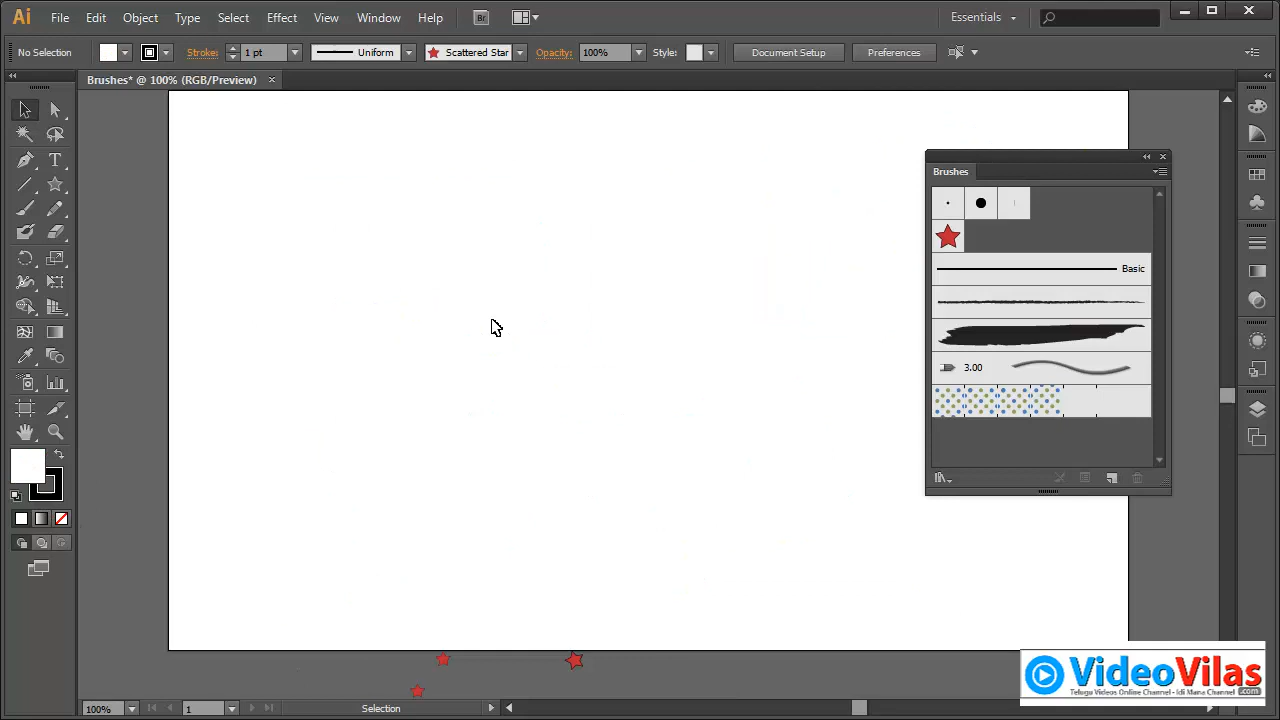 Ai File Edit Object Type Select Effect View Window Help Br Essentials
No Selection Stroke: 1 pt Uniform Scattered Star Opacity: 100% Style: Document Setup Preferences
Brushes* @ 100% (RGB/Preview)
Brushes
Basic
3.00
VideoVilas
.com
Telugu Videos Online Channel - Idi Mana Channel
100% 1 Selection